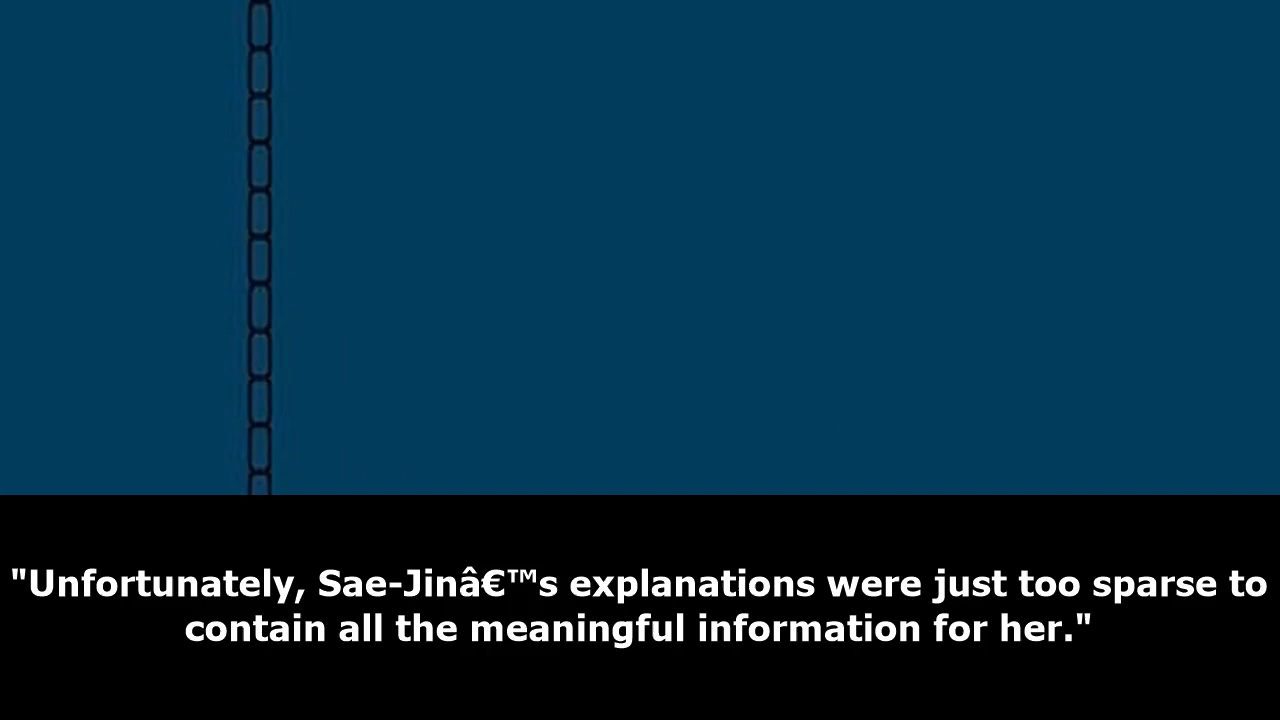 "Unfortunately, Sae-Jinâ€™s explanations were just too sparse to
contain all the meaningful information for her."